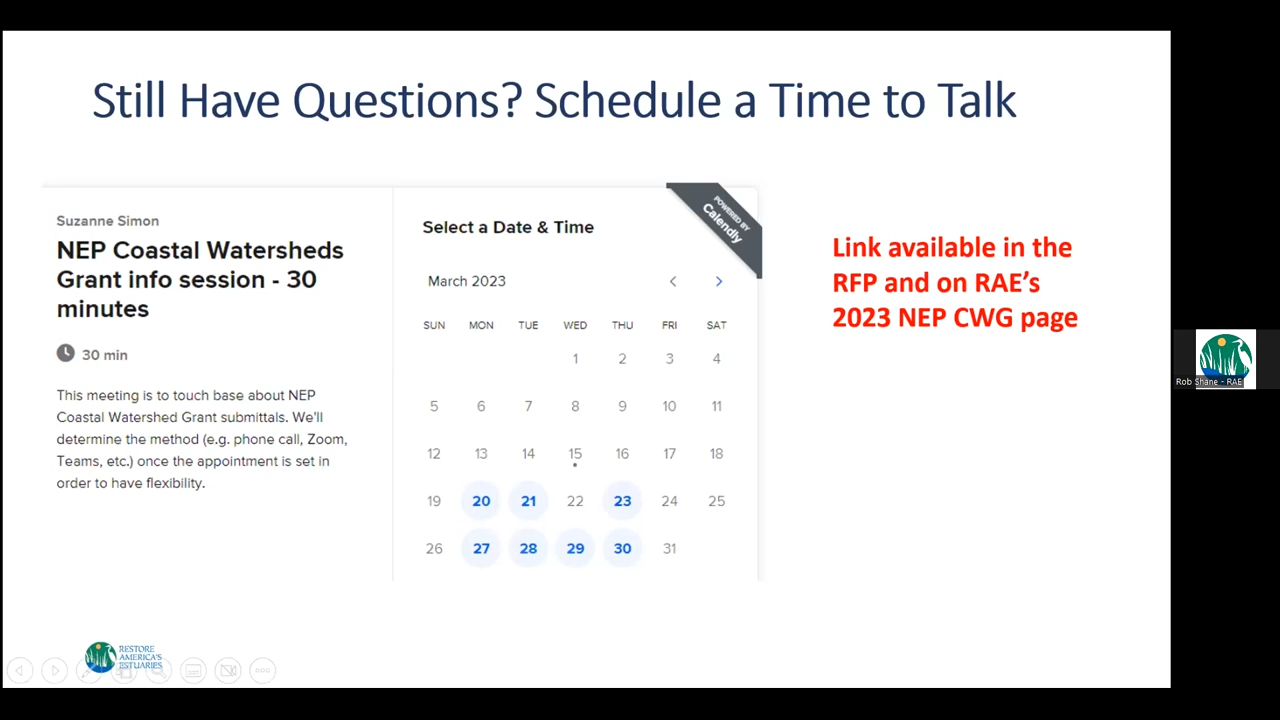 Still Have Questions? Schedule a Time to Talk
Suzanne Simon
NEP Coastal Watersheds
Grant info session - 30
minutes
30 min
This meeting is to touch base about NEP
Coastal Watershed Grant submittals. We'll
determine the method (e.g. phone call, Zoom,
Teams, etc.) once the appointment is set in
order to have flexibility.
POWERED BY
Calendly
Select a Date & Time
March 2023
SUN MON TUE WED THU FRI SAT
1 2 3 4
5 6 7 8 9 10 11
12 13 14 15 16 17 18
19 20 21 22 23 24 25
26 27 28 29 30 31
Link available in the
RFP and on RAE's
2023 NEP CWG page
Rob Shane - RAE
RESTORE
AMERICA'S
ESTUARIES